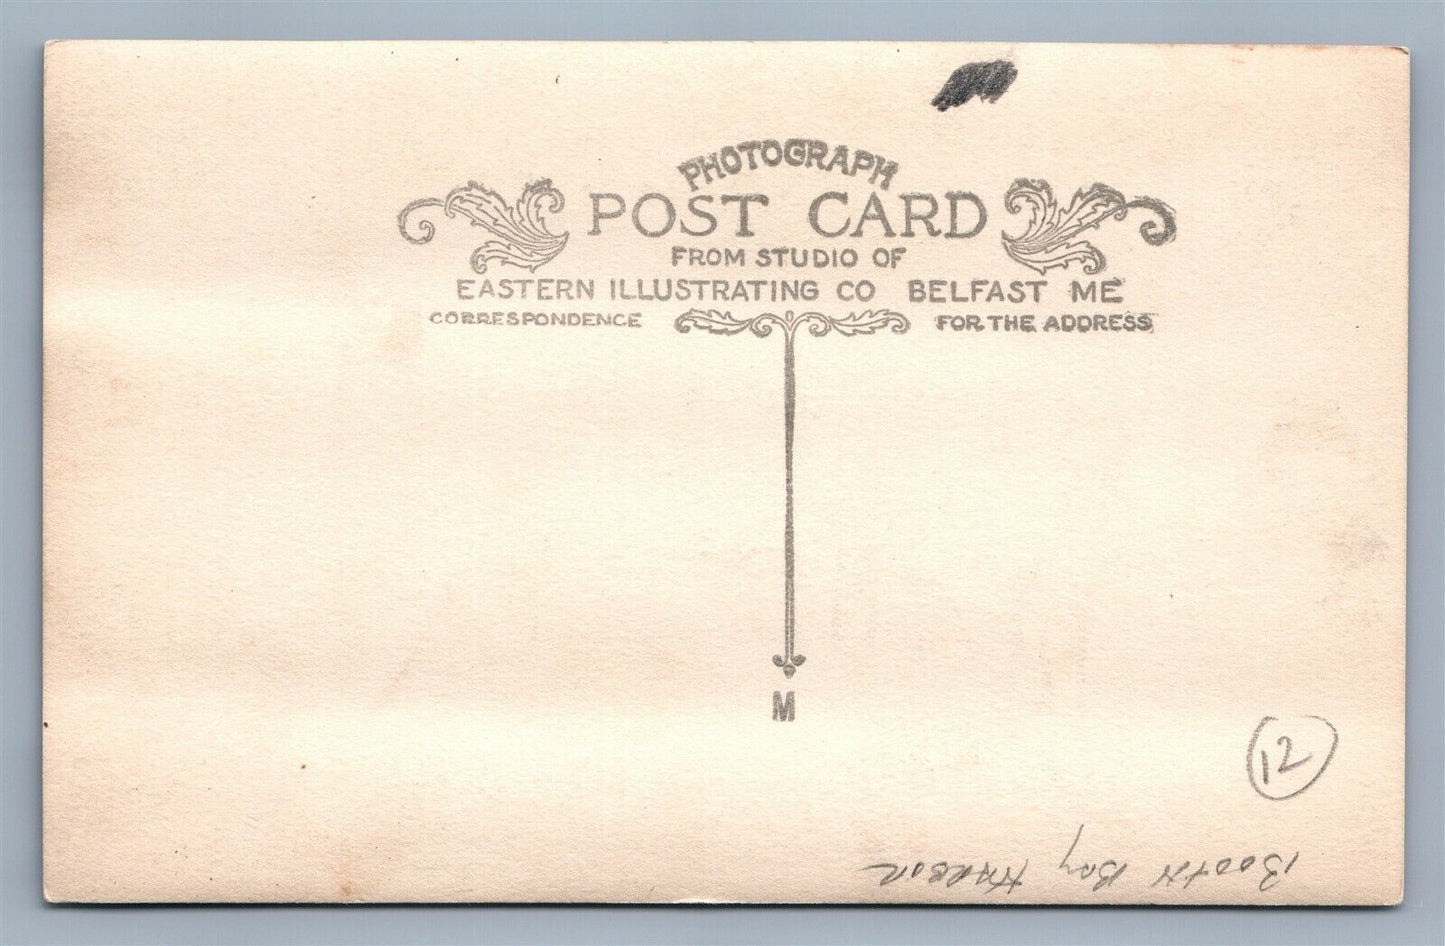 PHOTOGRAPH
POST CARD
FROM STUDIO OF
EASTERN ILLUSTRATING CO BELFAST ME
CORRESPONDENCE FOR THE ADDRESS
M
12
BootH Bay HARBOR